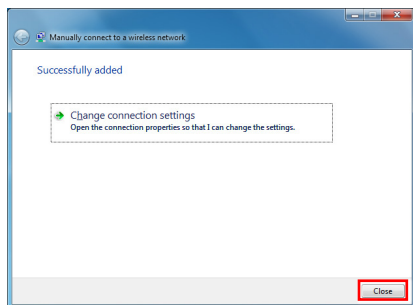 Manually connect to a wireless network
Successfully added
Change connection settings
Open the connection properties so that I can change the settings.
Close